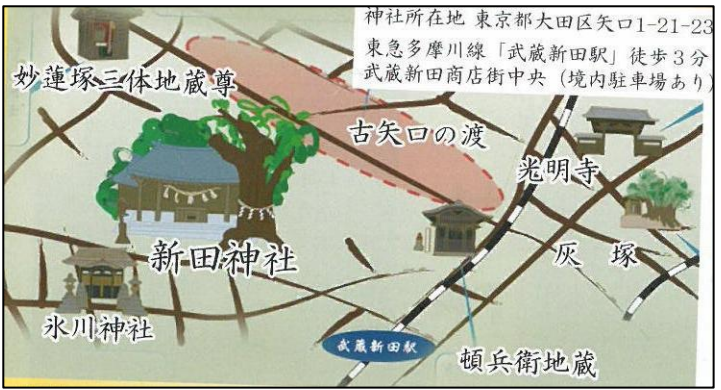 神社所在地 東京都大田区矢口1-21-23
東急多摩川線「武蔵新田駅」徒歩3分
武蔵新田商店街中央(境内駐車場あり)
妙蓮塚三体地蔵尊
古矢口の渡
光明寺
新田神社
灰塚
氷川神社
武蔵新田駅
頓兵衛地蔵